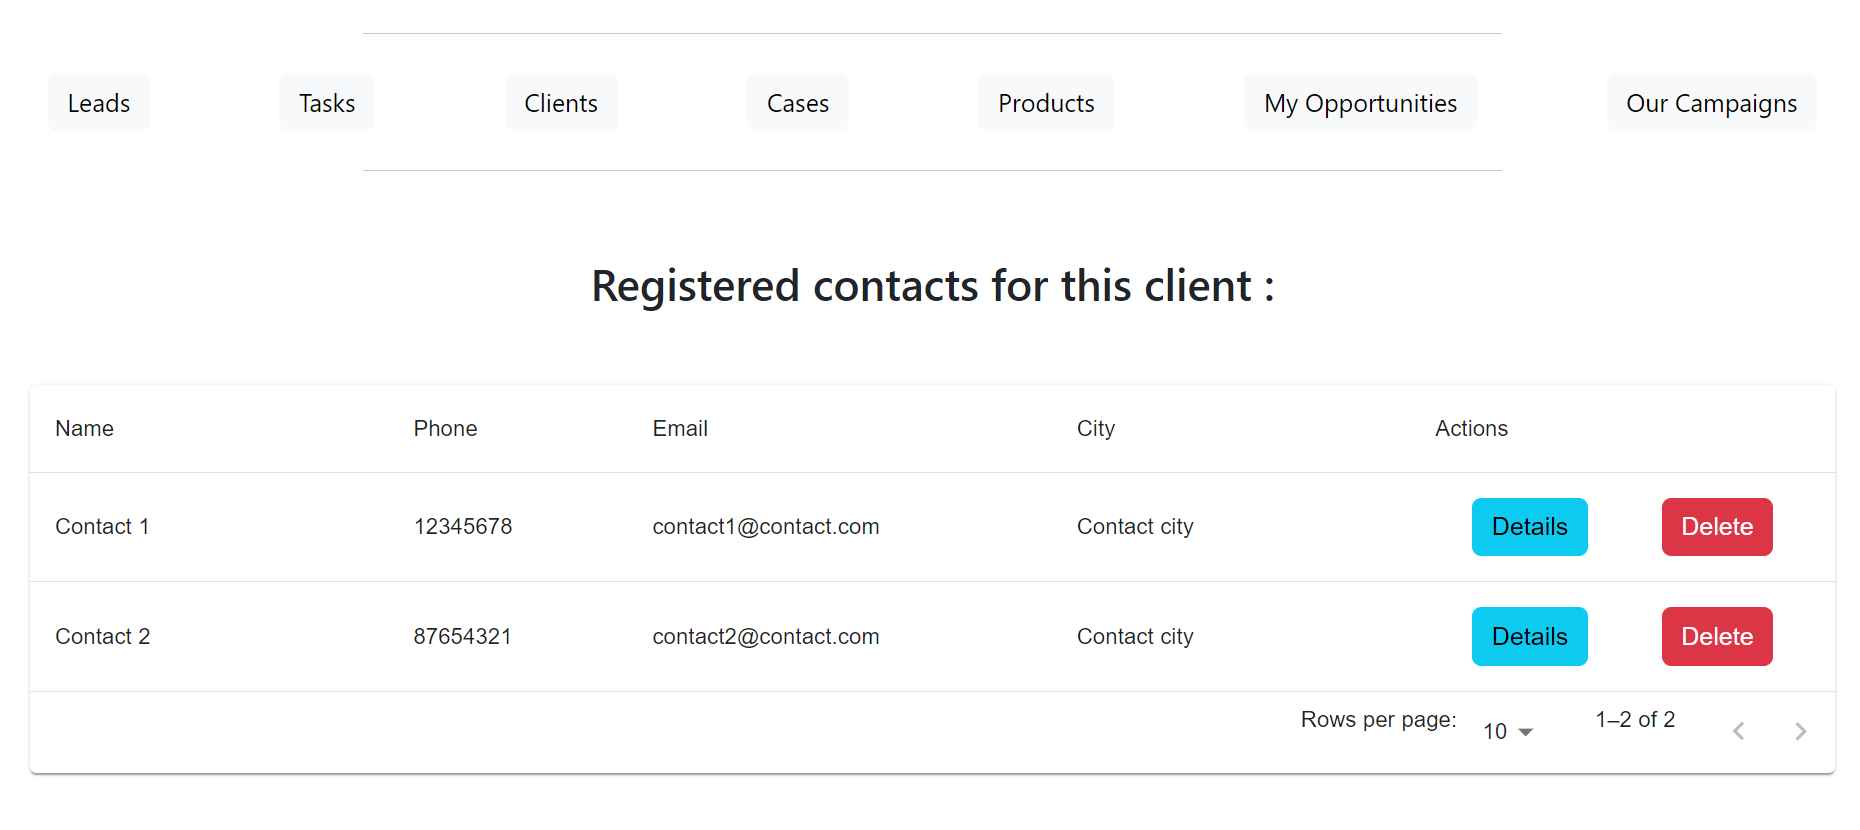 Leads Tasks Clients Cases Products My Opportunities Our Campaigns
Registered contacts for this client :
Name Phone Email City Actions
Contact 1 12345678 contact1@contact.com Contact city Details Delete
Contact 2 87654321 contact2@contact.com Contact city Details Delete
Rows per page: 10 1–2 of 2